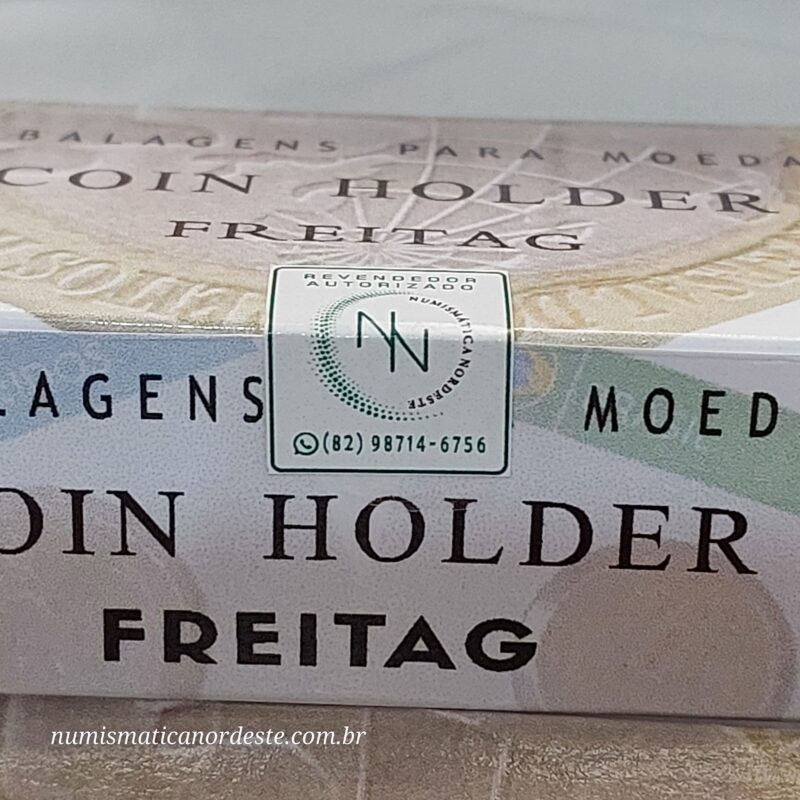 BALAGENS PARA MOEDA
COIN HOLDER
FREITAG
REVENDEDOR
AUTORIZADO
NUMISMÁTICA NORDESTE
NN
(82) 98714-6756
LAGENS MOED
OIN HOLDER
FREITAG
numismaticanordeste.com.br